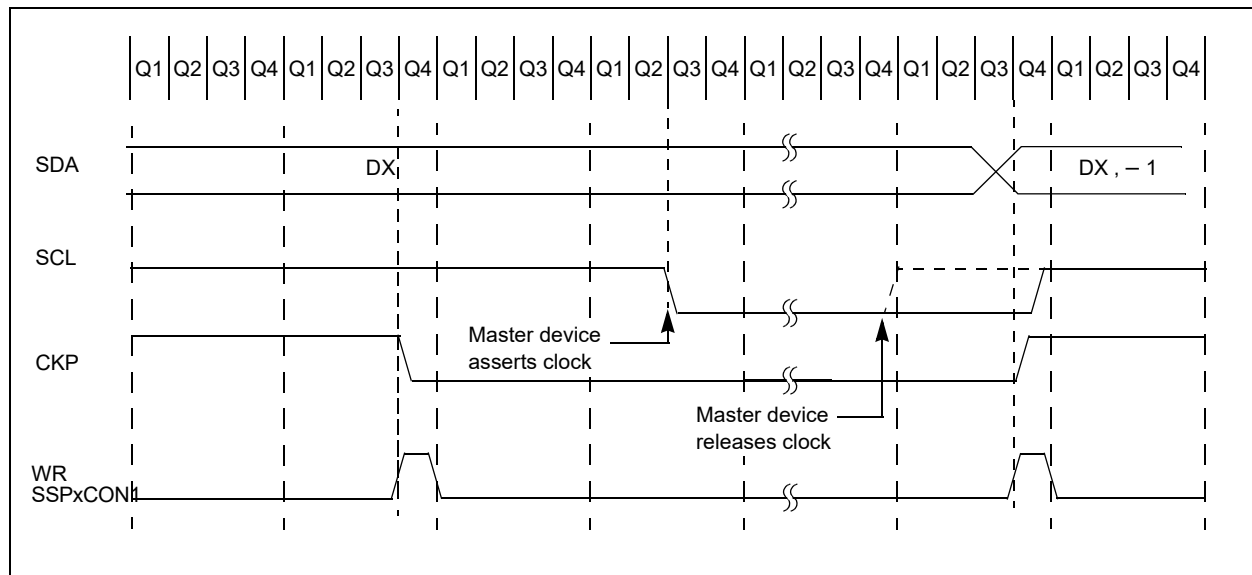 Q1 Q2 Q3 Q4 Q1 Q2 Q3 Q4 Q1 Q2 Q3 Q4 Q1 Q2 Q3 Q4 Q1 Q2 Q3 Q4 Q1 Q2 Q3 Q4 Q1 Q2 Q3 Q4
SDA
DX
DX , – 1
SCL
Master device
asserts clock
CKP
Master device
releases clock
WR
SSPxCON1